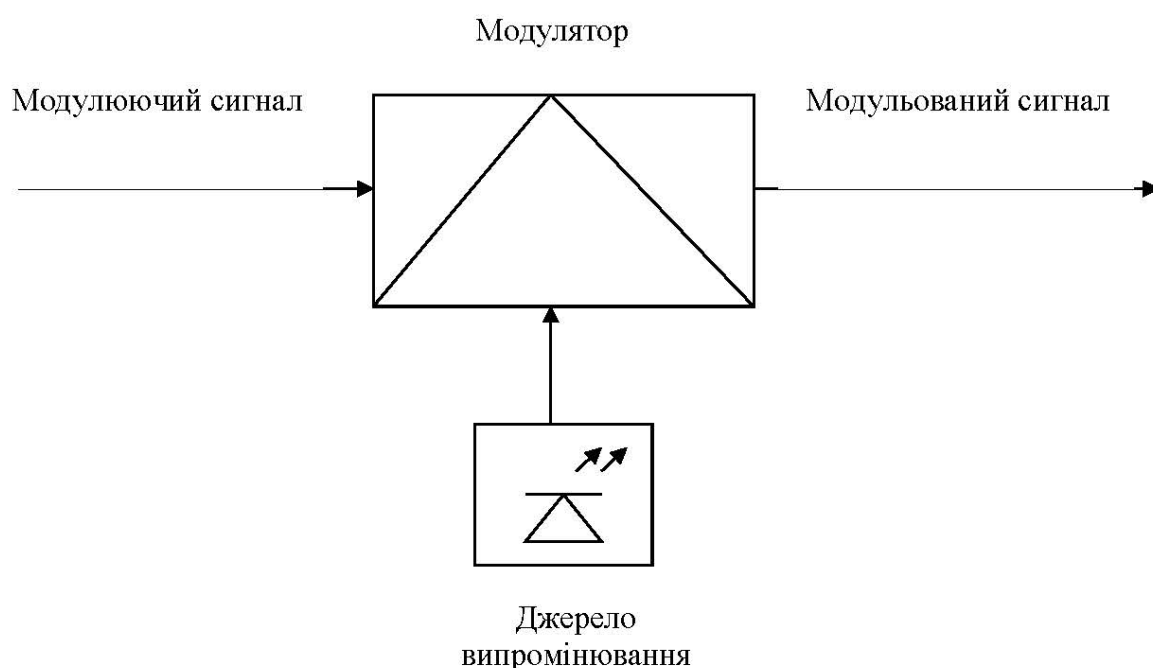 Модулятор
Модулюючий сигнал
Модульований сигнал
Джерело
випромінювання